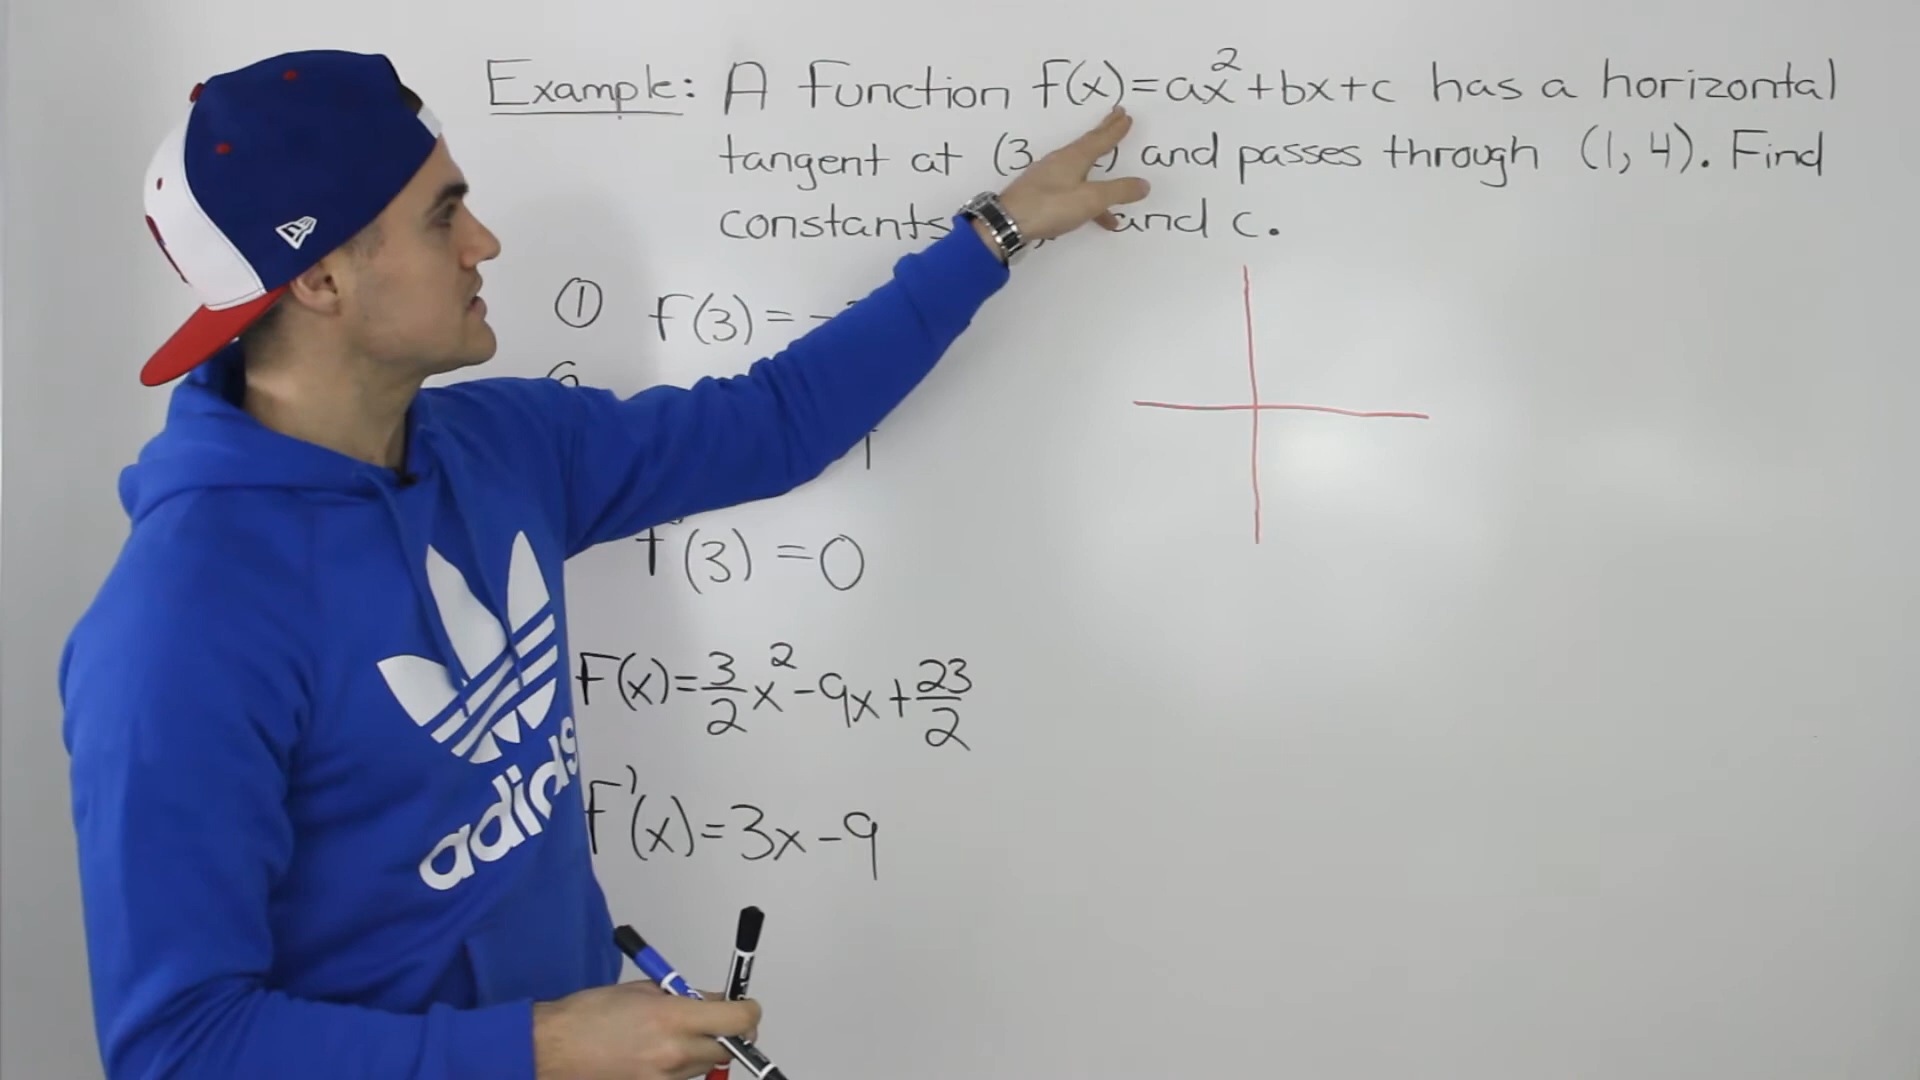 Example: A function f(x)=ax²+bx+c has a horizontal
tangent at (3, ) and passes through (1, 4). Find
constants and c.
① f(3) = -
f'(3) = 0
f(x)=3/2x²-9x+23/2
f'(x)=3x-9
adidas